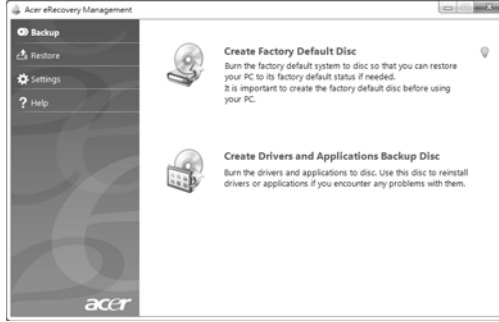 Acer eRecovery Management
Backup
Restore
Settings
Help
Create Factory Default Disc
Burn the factory default system to disc so that you can restore
your PC to its factory default status if needed.
It is important to create the factory default disc before using
your PC.
Create Drivers and Applications Backup Disc
Burn the drivers and applications to disc. Use this disc to reinstall
drivers or applications if you encounter any problems with them.
acer